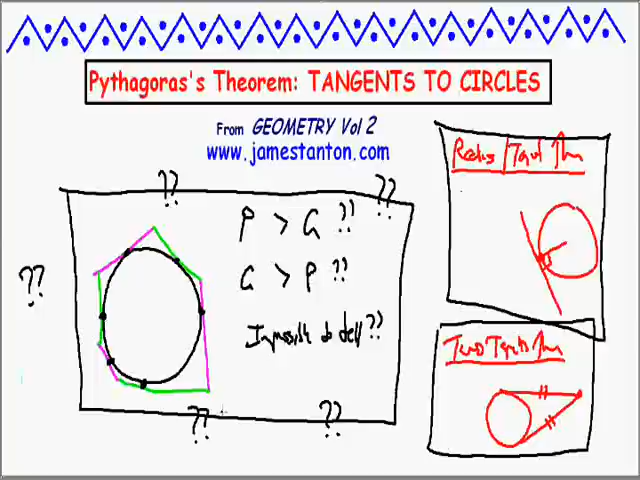 Pythagoras's Theorem: TANGENTS TO CIRCLES
From GEOMETRY Vol 2
www.jamestanton.com
??
??
??
P > G ??
G > P ??
Impossible to tell ??
??
??
Radius / Tangent Thm
Two Tangents Thm